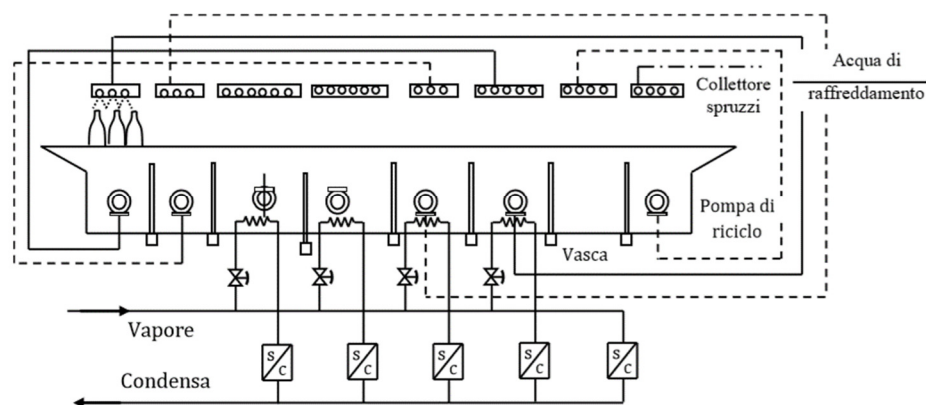 Acqua di
raffreddamento
Collettore
spruzzi
Pompa di
riciclo
Vasca
Vapore
S/C
S/C
S/C
S/C
S/C
Condensa